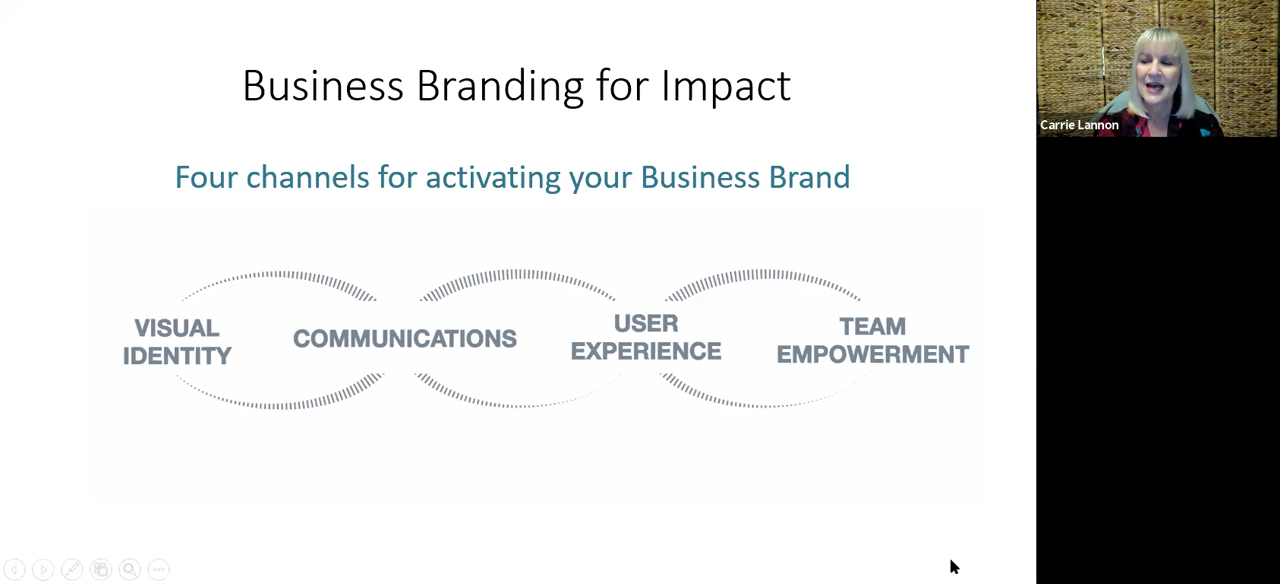 Business Branding for Impact
Four channels for activating your Business Brand
VISUAL
IDENTITY
COMMUNICATIONS
USER
EXPERIENCE
TEAM
EMPOWERMENT
Carrie Lannon